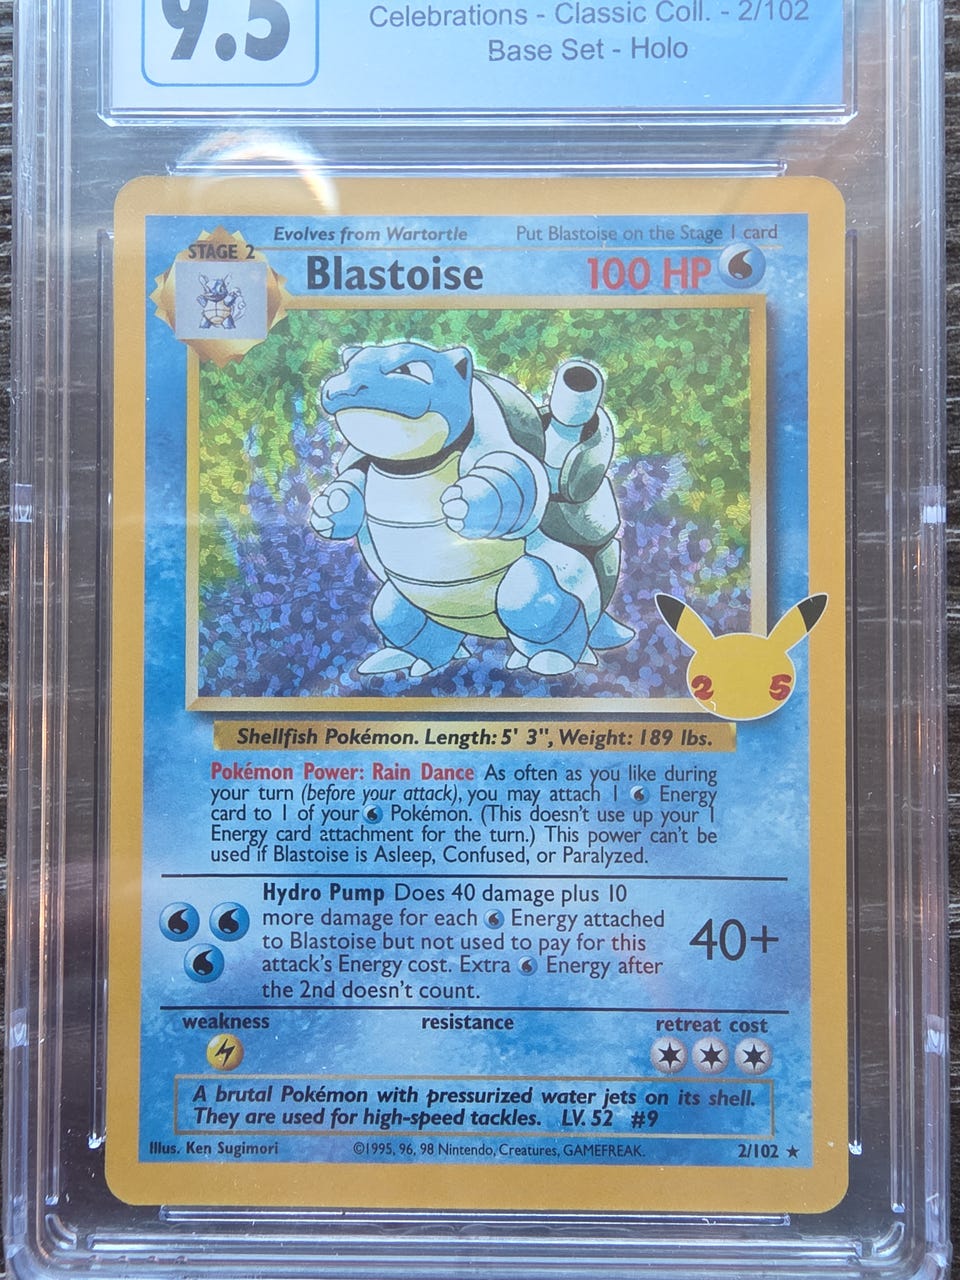 9.5
Celebrations - Classic Coll. - 2/102
Base Set - Holo
Evolves from Wartortle
Put Blastoise on the Stage 1 card
STAGE 2
Blastoise
100 HP
25
Shellfish Pokémon. Length: 5' 3", Weight: 189 lbs.
Pokémon Power: Rain Dance As often as you like during
your turn (before your attack), you may attach 1 Energy
card to 1 of your Pokémon. (This doesn't use up your 1
Energy card attachment for the turn.) This power can't be
used if Blastoise is Asleep, Confused, or Paralyzed.
Hydro Pump Does 40 damage plus 10
more damage for each Energy attached
to Blastoise but not used to pay for this
attack's Energy cost. Extra Energy after
the 2nd doesn't count.
40+
weakness
resistance
retreat cost
A brutal Pokémon with pressurized water jets on its shell.
They are used for high-speed tackles. LV. 52 #9
Illus. Ken Sugimori
©1995, 96, 98 Nintendo, Creatures, GAMEFREAK.
2/102 ★